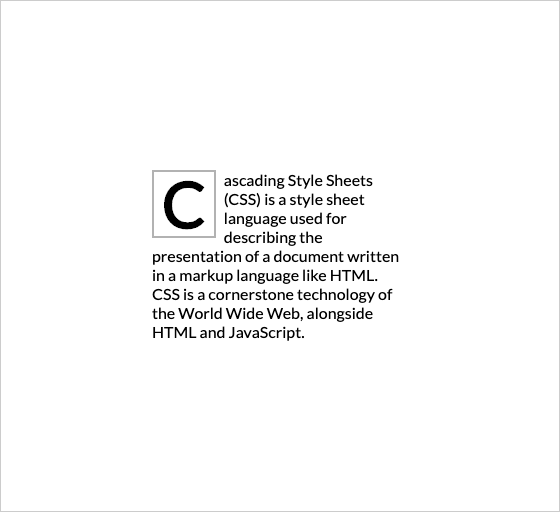 Cascading Style Sheets
(CSS) is a style sheet
language used for
describing the
presentation of a document written
in a markup language like HTML.
CSS is a cornerstone technology of
the World Wide Web, alongside
HTML and JavaScript.